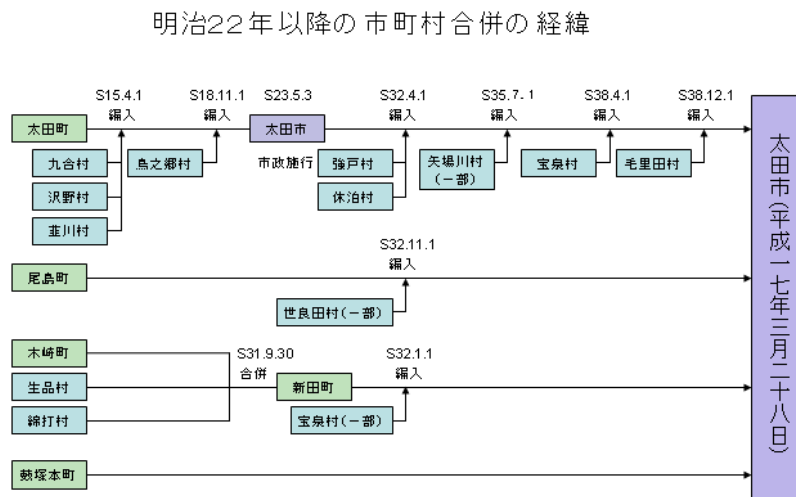 明治22年以降の市町村合併の経緯
S15.4.1
編入
S18.11.1
編入
S23.5.3
S32.4.1
編入
S35.7.1
編入
S38.4.1
編入
S38.12.1
編入
太田町
太田市
九合村
鳥之郷村
市政施行
強戸村
矢場川村
(一部)
宝泉村
毛里田村
沢野村
休泊村
韮川村
S32.11.1
編入
尾島町
世良田村(一部)
木崎町
S31.9.30
合併
S32.1.1
編入
生品村
新田町
綿打村
宝泉村(一部)
藪塚本町
太田市(平成一七年三月二十八日)